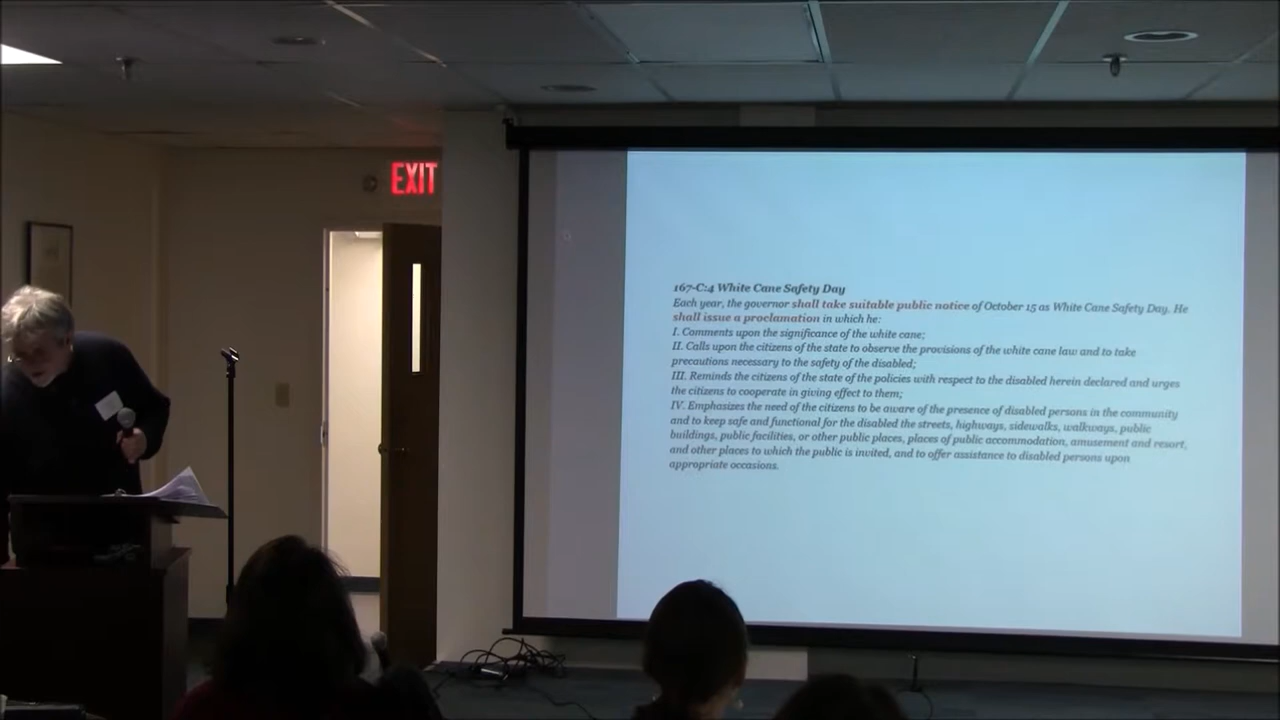 EXIT
167-C:4 White Cane Safety Day
Each year, the governor shall take suitable public notice of October 15 as White Cane Safety Day. He
shall issue a proclamation in which he:
I. Comments upon the significance of the white cane;
II. Calls upon the citizens of the state to observe the provisions of the white cane law and to take
precautions necessary to the safety of the disabled;
III. Reminds the citizens of the state of the policies with respect to the disabled herein declared and urges
the citizens to cooperate in giving effect to them;
IV. Emphasizes the need of the citizens to be aware of the presence of disabled persons in the community
and to keep safe and functional for the disabled the streets, highways, sidewalks, walkways, public
buildings, public facilities, or other public places, places of public accommodation, amusement and resort,
and other places to which the public is invited, and to offer assistance to disabled persons upon
appropriate occasions.